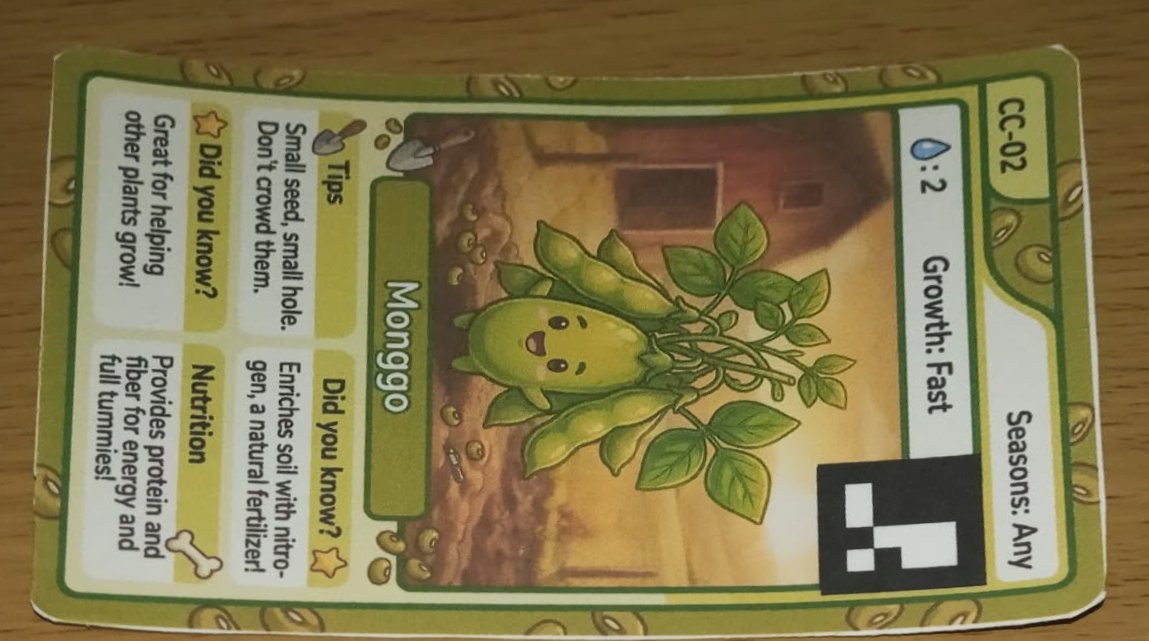 CC-02
Seasons: Any
: 2
Growth: Fast
Monggo
Tips
Small seed, small hole.
Don't crowd them.
Did you know?
Enriches soil with nitro-
gen, a natural fertilizer!
Did you know?
Great for helping
other plants grow!
Nutrition
Provides protein and
fiber for energy and
full tummies!